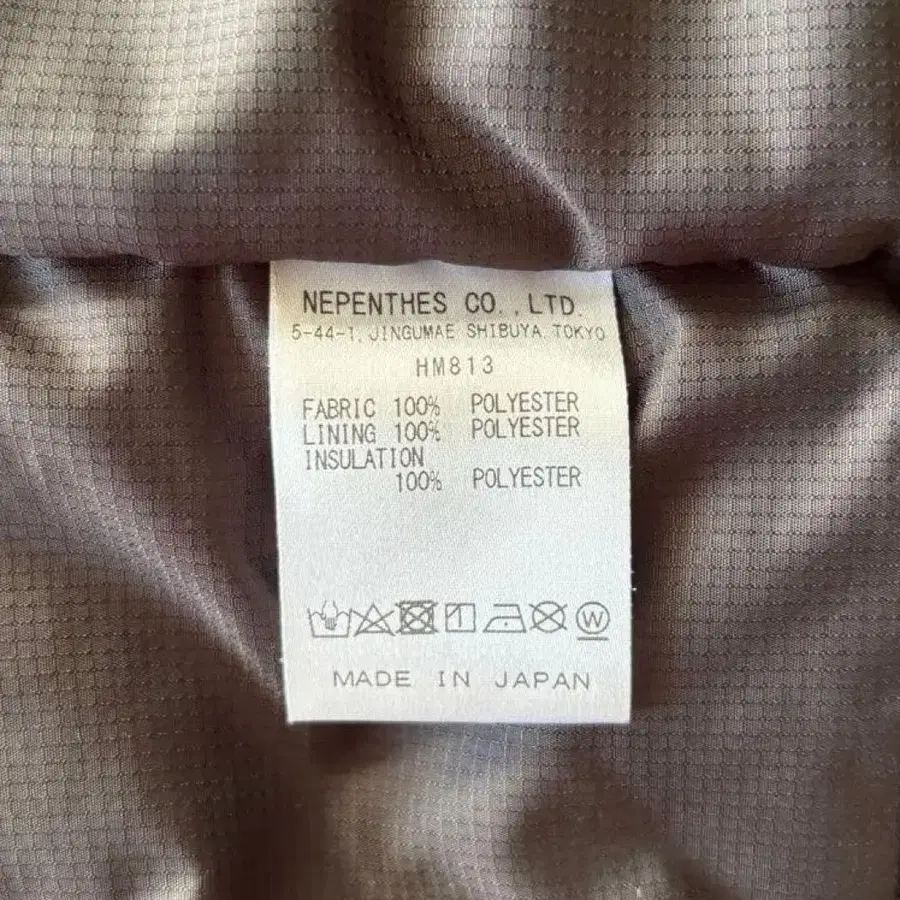 NEPENTHES CO.,LTD.
5-44-1, JINGUMAE SHIBUYA, TOKYO
HM813
FABRIC 100% POLYESTER
LINING 100% POLYESTER
INSULATION
100% POLYESTER
W
MADE IN JAPAN